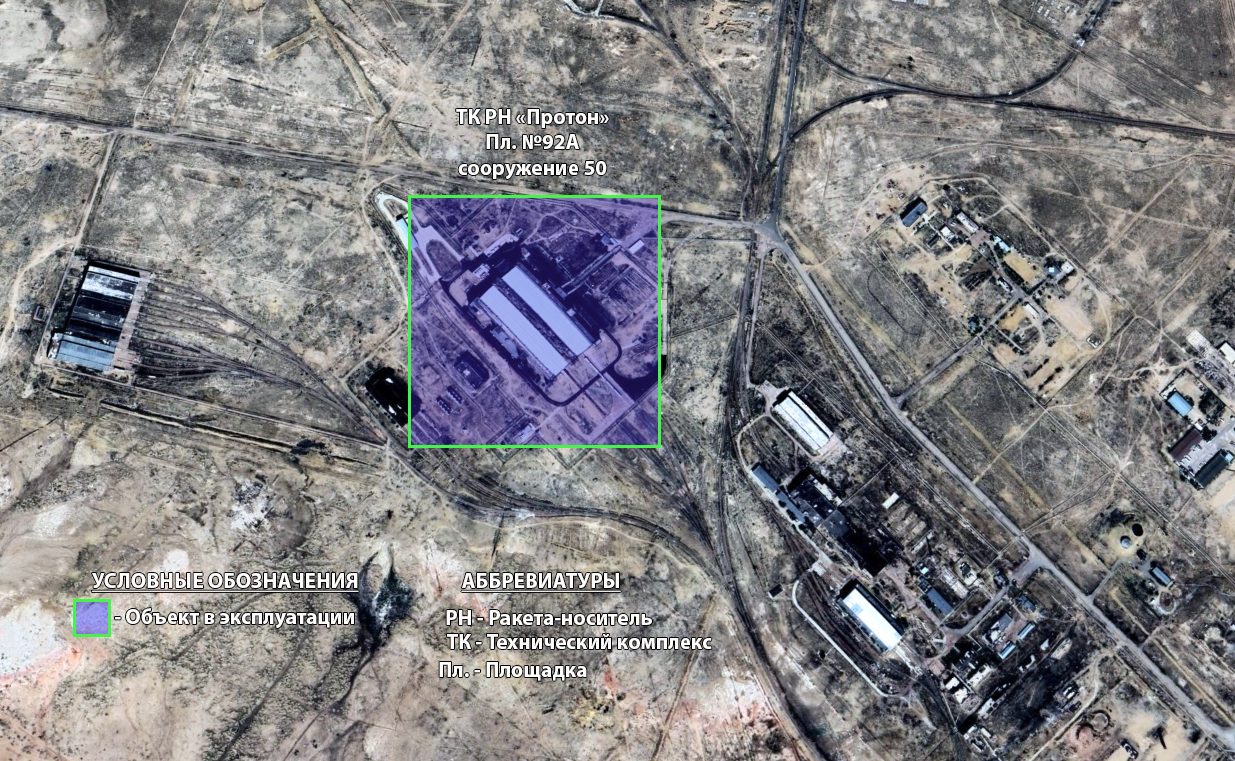 ТК РН «Протон»
Пл. №92А
сооружение 50
УСЛОВНЫЕ ОБОЗНАЧЕНИЯ
- Объект в эксплуатации
АББРЕВИАТУРЫ
РН - Ракета-носитель
ТК - Технический комплекс
Пл. - Площадка